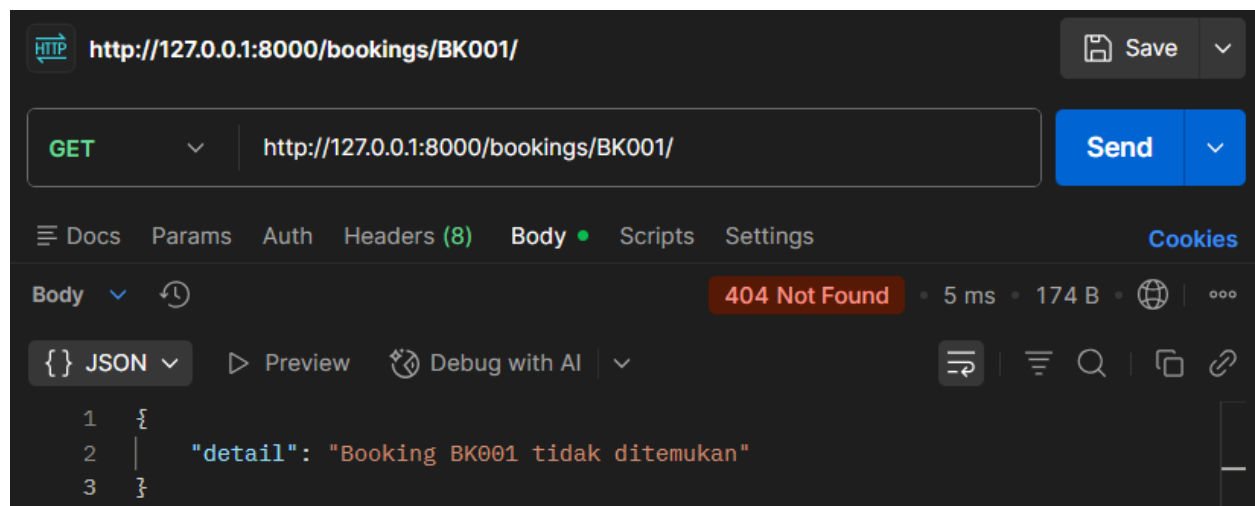 HTTP http://127.0.0.1:8000/bookings/BK001/ Save
GET http://127.0.0.1:8000/bookings/BK001/ Send
Docs Params Auth Headers (8) Body Scripts Settings Cookies
Body 404 Not Found 5 ms 174 B
{} JSON Preview Debug with AI
1 {
2 "detail": "Booking BK001 tidak ditemukan"
3 }